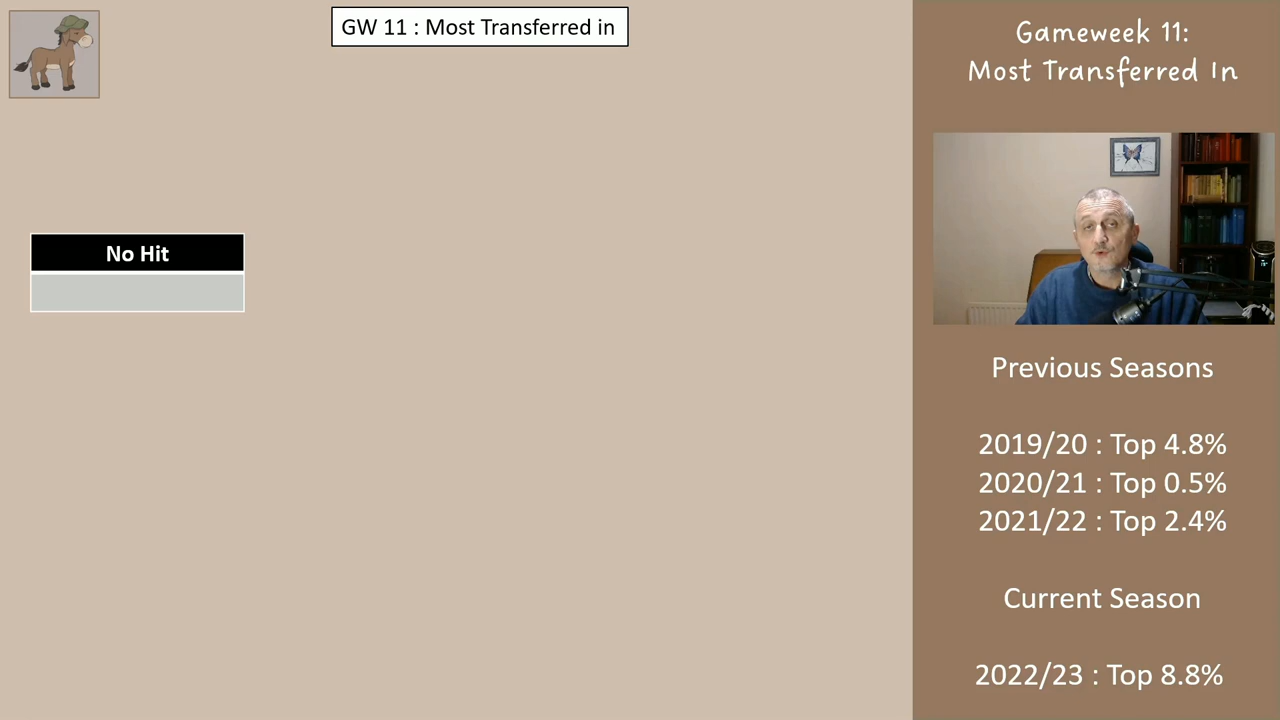 GW 11 : Most Transferred in
No Hit
Gameweek 11:
Most Transferred In
Previous Seasons
2019/20 : Top 4.8%
2020/21 : Top 0.5%
2021/22 : Top 2.4%
Current Season
2022/23 : Top 8.8%